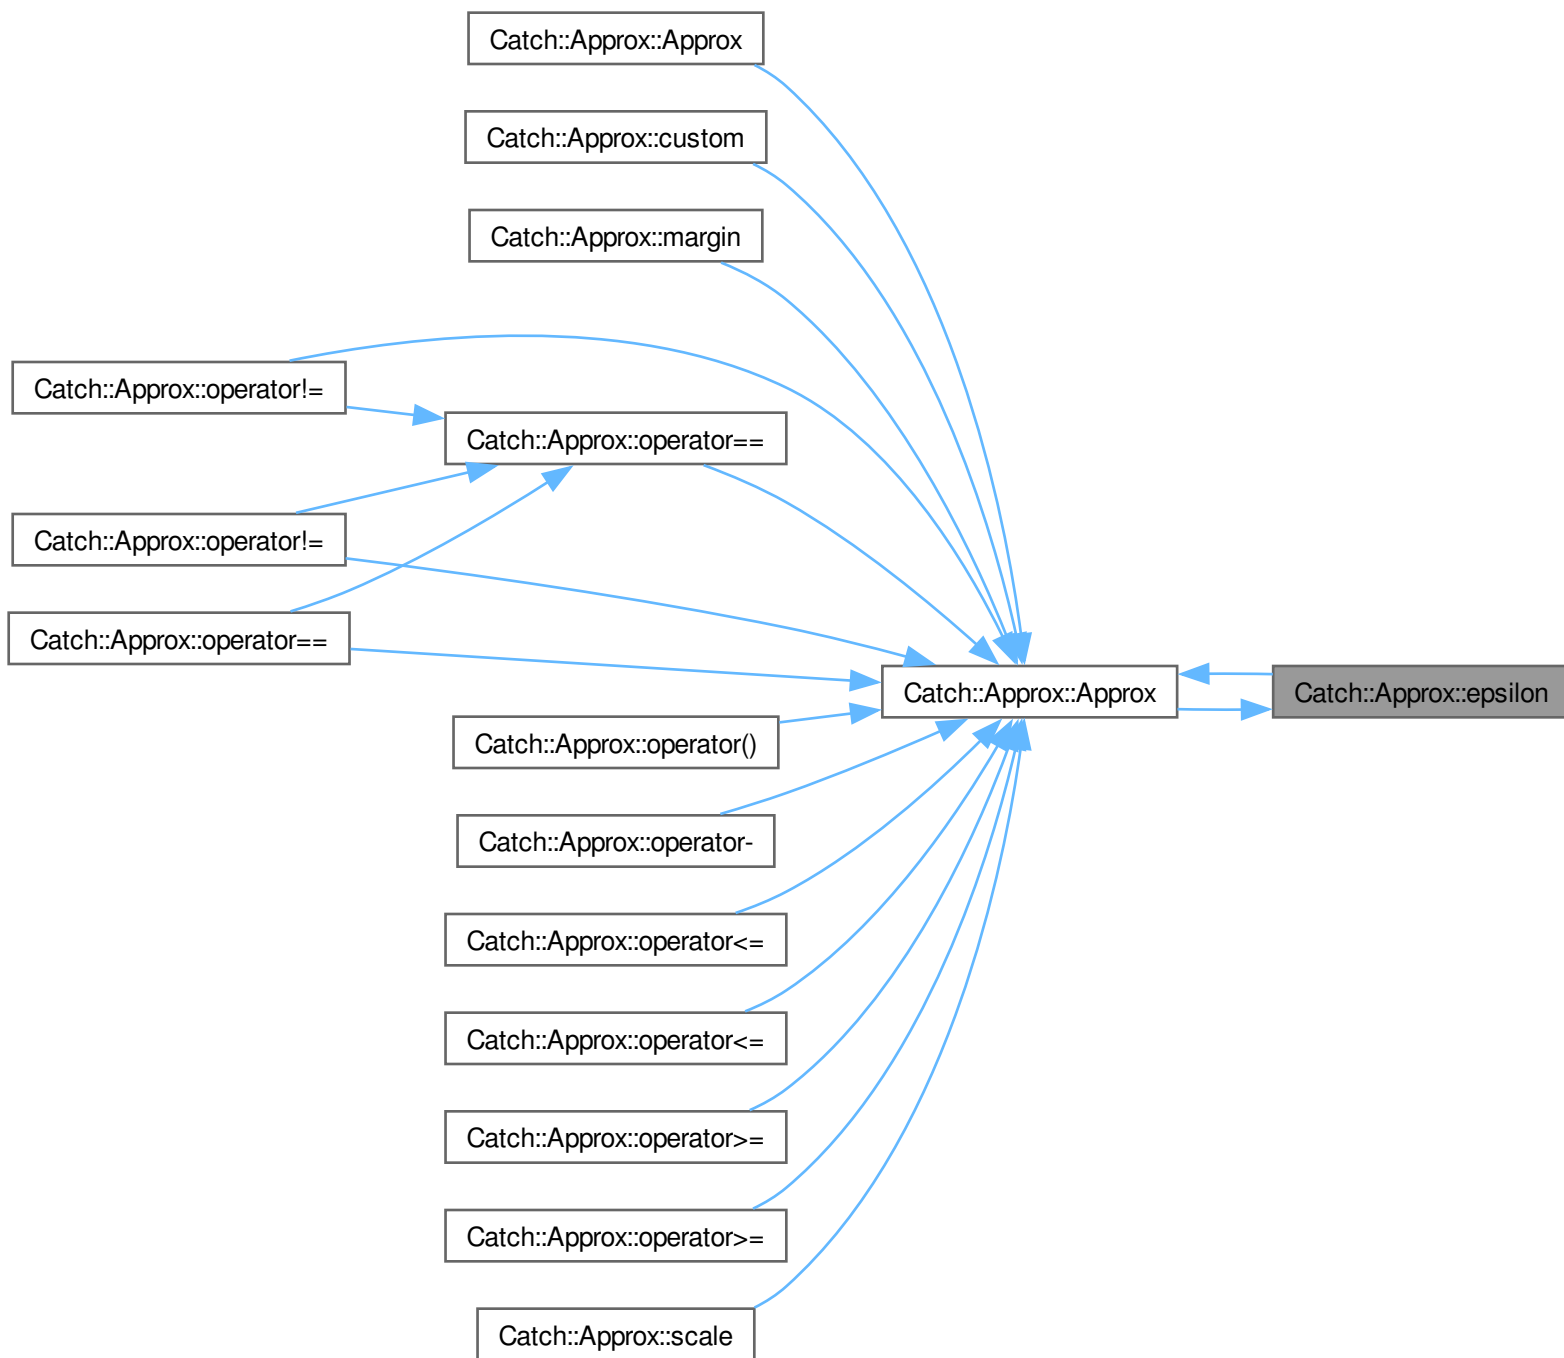 Catch::Approx::Approx
Catch::Approx::custom
Catch::Approx::margin
Catch::Approx::operator!=
Catch::Approx::operator==
Catch::Approx::operator!=
Catch::Approx::operator==
Catch::Approx::Approx
Catch::Approx::epsilon
Catch::Approx::operator()
Catch::Approx::operator-
Catch::Approx::operator<=
Catch::Approx::operator<=
Catch::Approx::operator>=
Catch::Approx::operator>=
Catch::Approx::scale